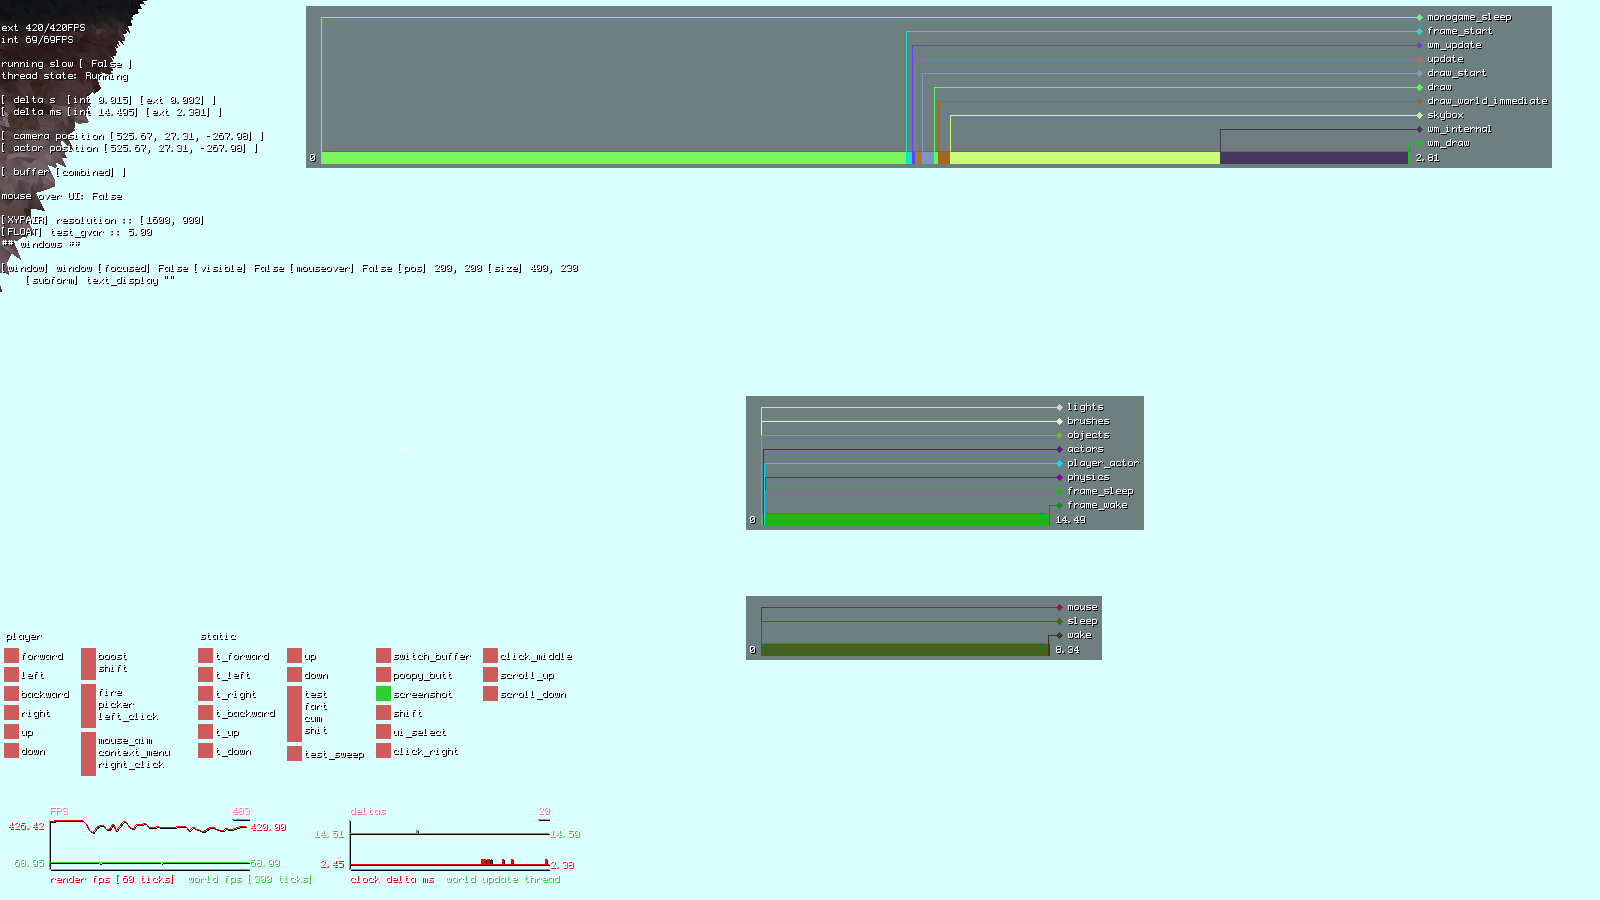 ext 420/420FPS
int 69/69FPS
running slow [ False ]
thread state: Running
[ delta s  [int 0.015] [ext 0.002] ]
[ delta ms [int 14.495] [ext 2.381] ]
[ camera position [525.67, 27.31, -267.98] ]
[ actor position [525.67, 27.31, -267.98] ]
[ buffer [combined] ]
mouse over UI: False
[XYPAIR] resolution :: [1600, 900]
[FLOAT] test_gvar :: 5.00
## windows ##
[window] window [focused] False [visible] False [mouseover] False [pos] 200, 200 [size] 400, 230
[subform] text_display ""
monogame_sleep
frame_start
wm_update
update
draw_start
draw
draw_world_immediate
skybox
wm_internal
wm_draw
0 2.81
lights
brushes
objects
actors
player_actor
physics
frame_sleep
frame_wake
0 14.49
mouse
sleep
wake
0 8.34
player
forward
left
backward
right
up
down
boost
shift
fire
picker
left_click
mouse_aim
context_menu
right_click
static
t_forward
t_left
t_right
t_backward
t_up
t_down
up
down
test
fart
cum
shit
test_sweep
switch_buffer
poopy_butt
screenshot
shift
ui_select
click_right
click_middle
scroll_up
scroll_down
FPS 483
426.42 420.00
68.95 68.99
render fps [60 ticks] world fps [300 ticks]
deltas 20
14.51 14.50
2.45 2.38
clock delta ms world update thread